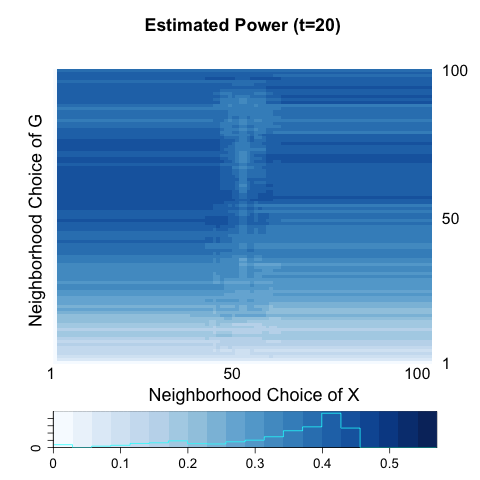 Estimated Power (t=20)
Neighborhood Choice of G
100
50
1
1 50 100
Neighborhood Choice of X
0
0 0.1 0.2 0.3 0.4 0.5